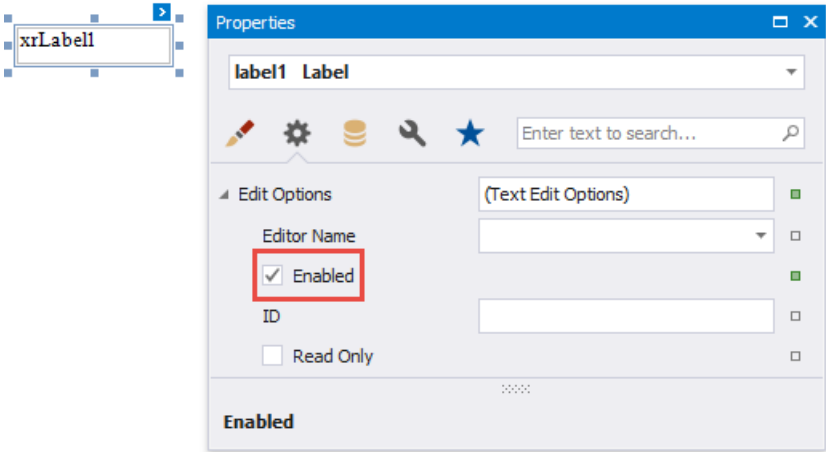 xrLabel1
Properties
label1 Label
Enter text to search...
Edit Options (Text Edit Options)
Editor Name
Enabled
ID
Read Only
Enabled